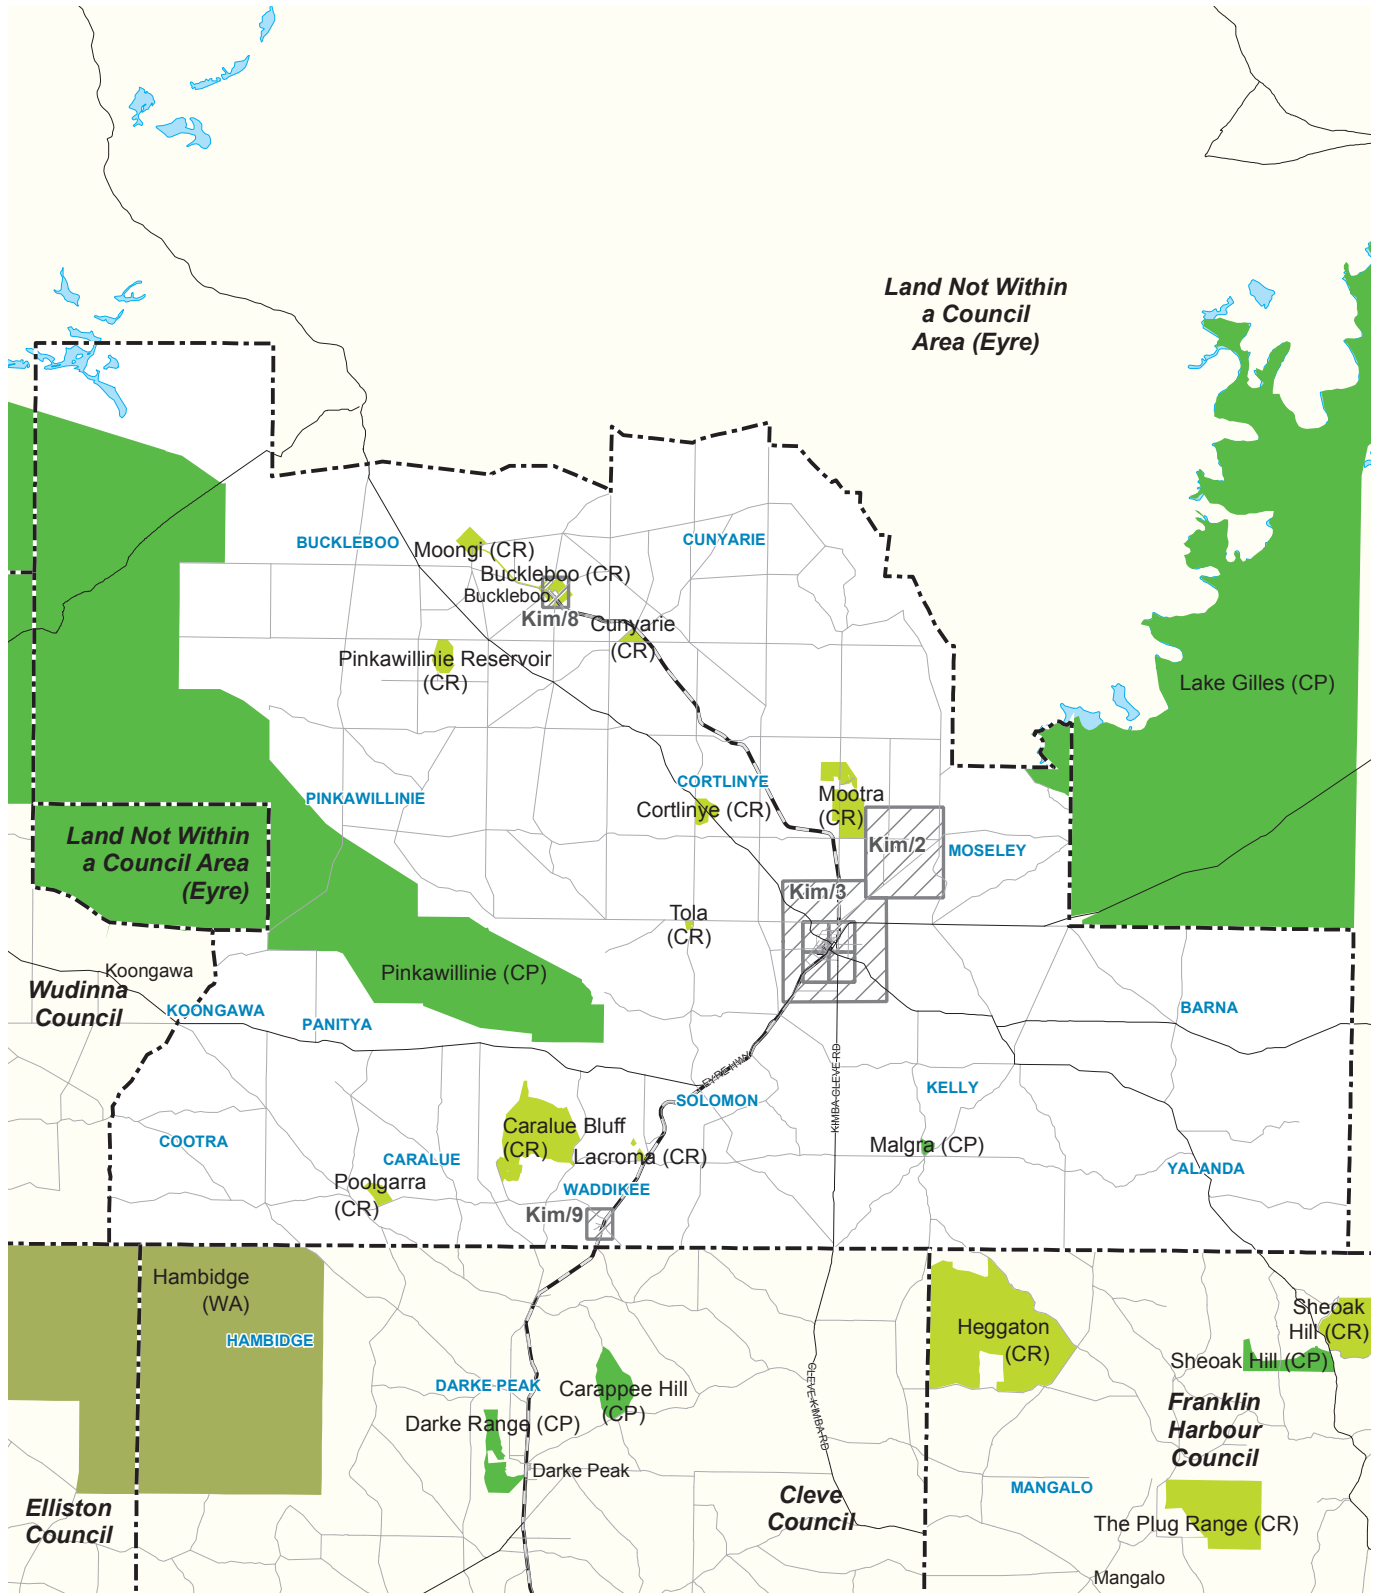 Land Not Within
a Council
Area (Eyre)
BUCKLEBOO
Moongi (CR)
CUNYARIE
Buckleboo (CR)
Buckleboo
Kim/8
Cunyarie
(CR)
Pinkawillinie Reservoir
(CR)
Lake Gilles (CP)
PINKAWILLINIE
CORTLINYE
Cortlinye (CR)
Mootra
(CR)
Land Not Within
a Council Area
(Eyre)
Kim/2
MOSELEY
Kim/3
Tola
(CR)
Koongawa
Wudinna
Council
Pinkawillinie (CP)
KOONGAWA
PANITYA
BARNA
EYRE HWY
KIMBA-CLEVE RD
SOLOMON
KELLY
COOTRA
Caralue Bluff
(CR)
CARALUE
Lacroma (CR)
Malgra (CP)
YALANDA
Poolgarra
(CR)
WADDIKEE
Kim/9
Hambidge
(WA)
HAMBIDGE
Heggaton
(CR)
Sheoak
Hill (CR)
Sheoak Hill (CP)
DARKE PEAK
Carappee Hill
(CP)
CLEVE-KIMBA-RD
Darke Range (CP)
Franklin
Harbour
Council
Darke Peak
MANGALO
Elliston
Council
Cleve
Council
The Plug Range (CR)
Mangalo